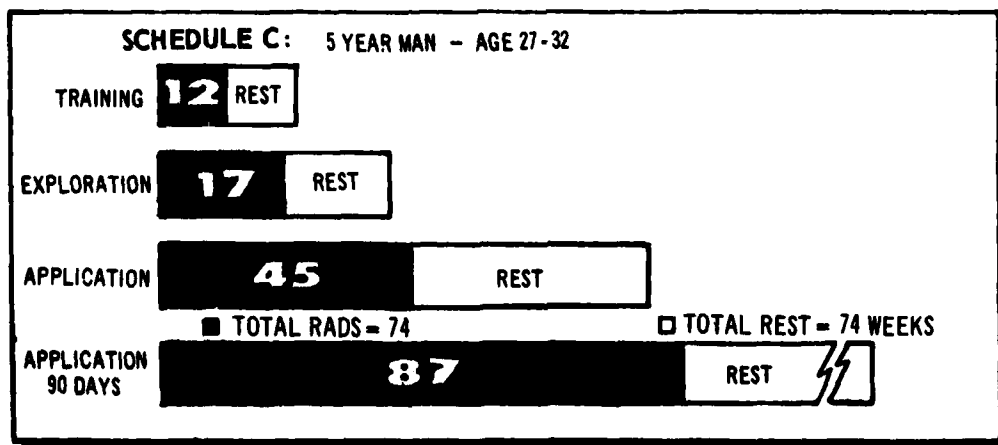 SCHEDULE C: 5 YEAR MAN - AGE 27-32
TRAINING 12 REST
EXPLORATION 17 REST
APPLICATION 45 REST
■ TOTAL RADS = 74 □ TOTAL REST = 74 WEEKS
APPLICATION
90 DAYS 87 REST